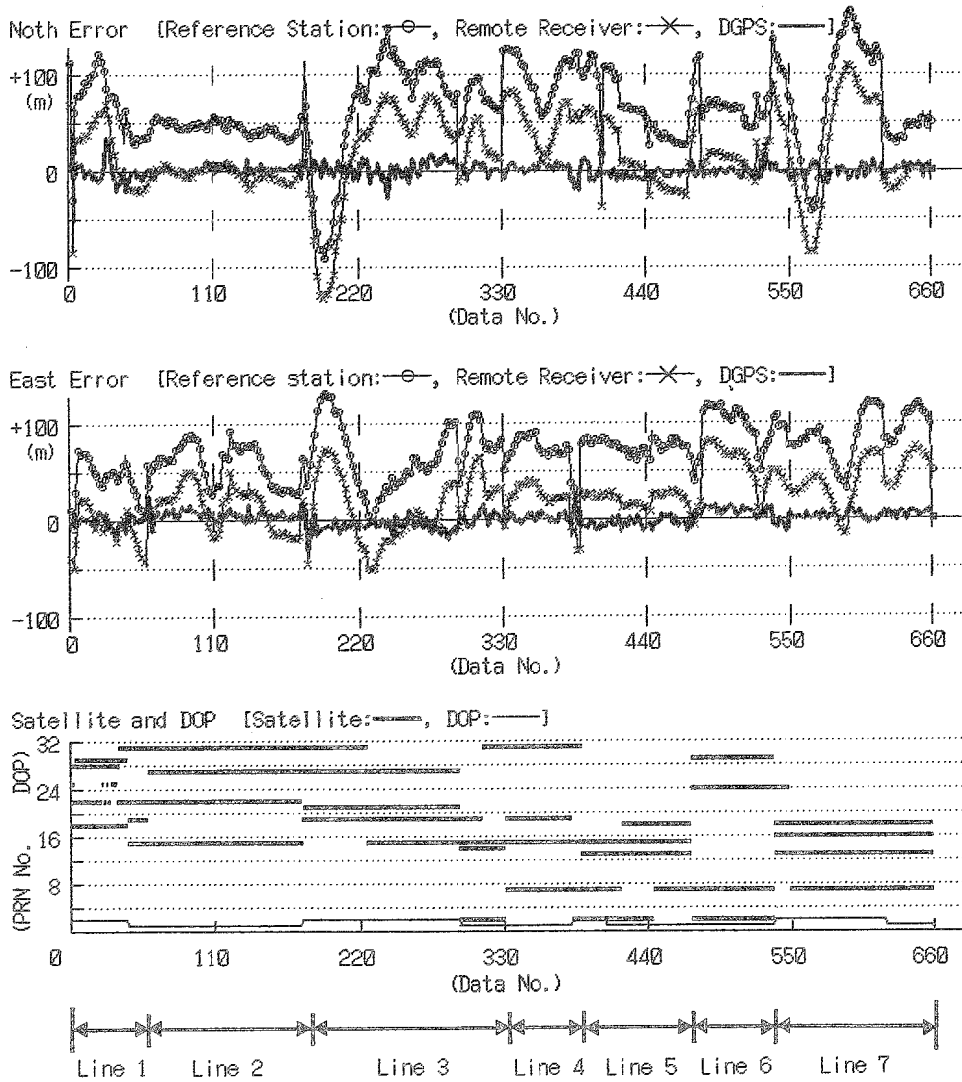 Noth Error [Reference Station: , Remote Receiver: , DGPS: ]
+100
(m)
0
-100
0 110 220 330 440 550 660
(Data No.)
East Error [Reference station: , Remote Receiver: , DGPS: ]
+100
(m)
0
-100
0 110 220 330 440 550 660
(Data No.)
Satellite and DOP [Satellite: , DOP: ]
(PRN No. DOP)
32
24
16
8
0 110 220 330 440 550 660
(Data No.)
Line 1 Line 2 Line 3 Line 4 Line 5 Line 6 Line 7